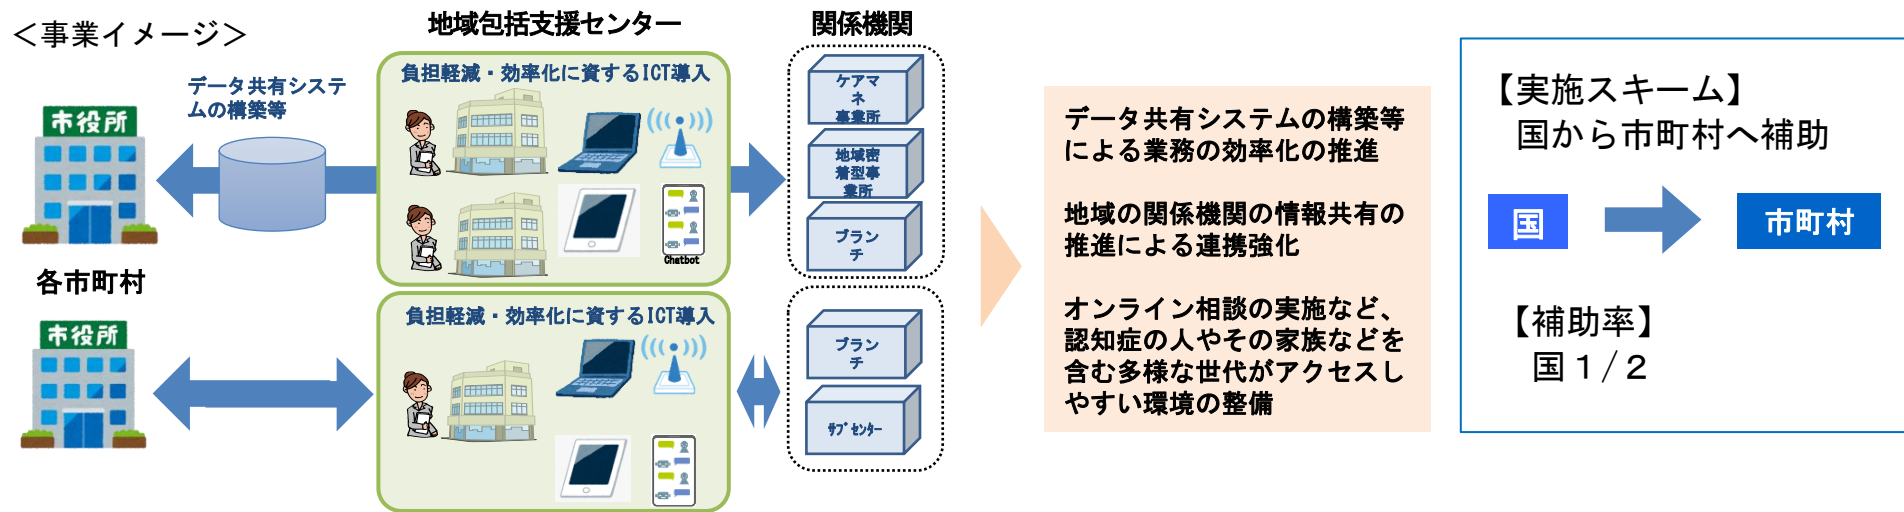 ＜事業イメージ＞
地域包括支援センター
関係機関
データ共有システ
ムの構築等
市役所
負担軽減・効率化に資するICT導入
Chatbot
ケアマ
ネ
事業所
地域密
着型事
業所
ブラン
チ
各市町村
市役所
負担軽減・効率化に資するICT導入
ブラン
チ
ｻﾌﾞｾﾝﾀｰ
データ共有システムの構築等
による業務の効率化の推進
地域の関係機関の情報共有の
推進による連携強化
オンライン相談の実施など、
認知症の人やその家族などを
含む多様な世代がアクセスし
やすい環境の整備
【実施スキーム】
国から市町村へ補助
国
市町村
【補助率】
国１/２